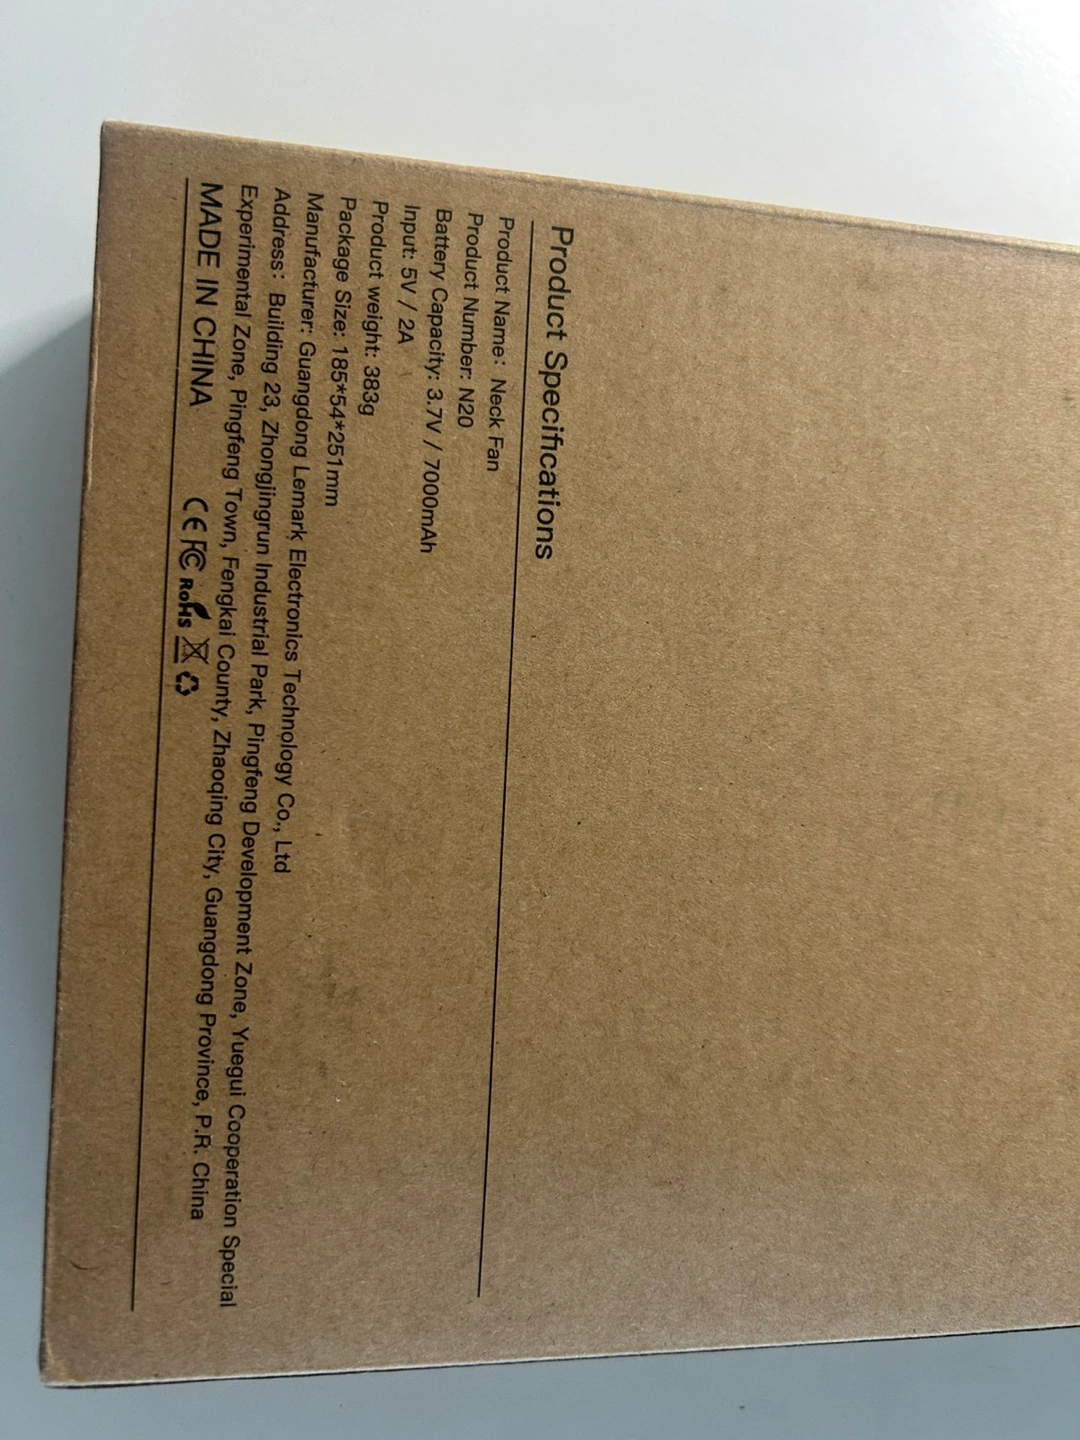 Product Specifications
Product Name: Neck Fan
Product Number: N20
Battery Capacity: 3.7V / 7000mAh
Input: 5V / 2A
Product weight: 383g
Package Size: 185*54*251mm
Manufacturer: Guangdong Lemark Electronics Technology Co., Ltd
Address: Building 23, Zhongjingrun Industrial Park, Pingfeng Development Zone, Yuegui Cooperation Special
Experimental Zone, Pingfeng Town, Fengkai County, Zhaoqing City, Guangdong Province, P.R. China
MADE IN CHINA CE FC RoHS